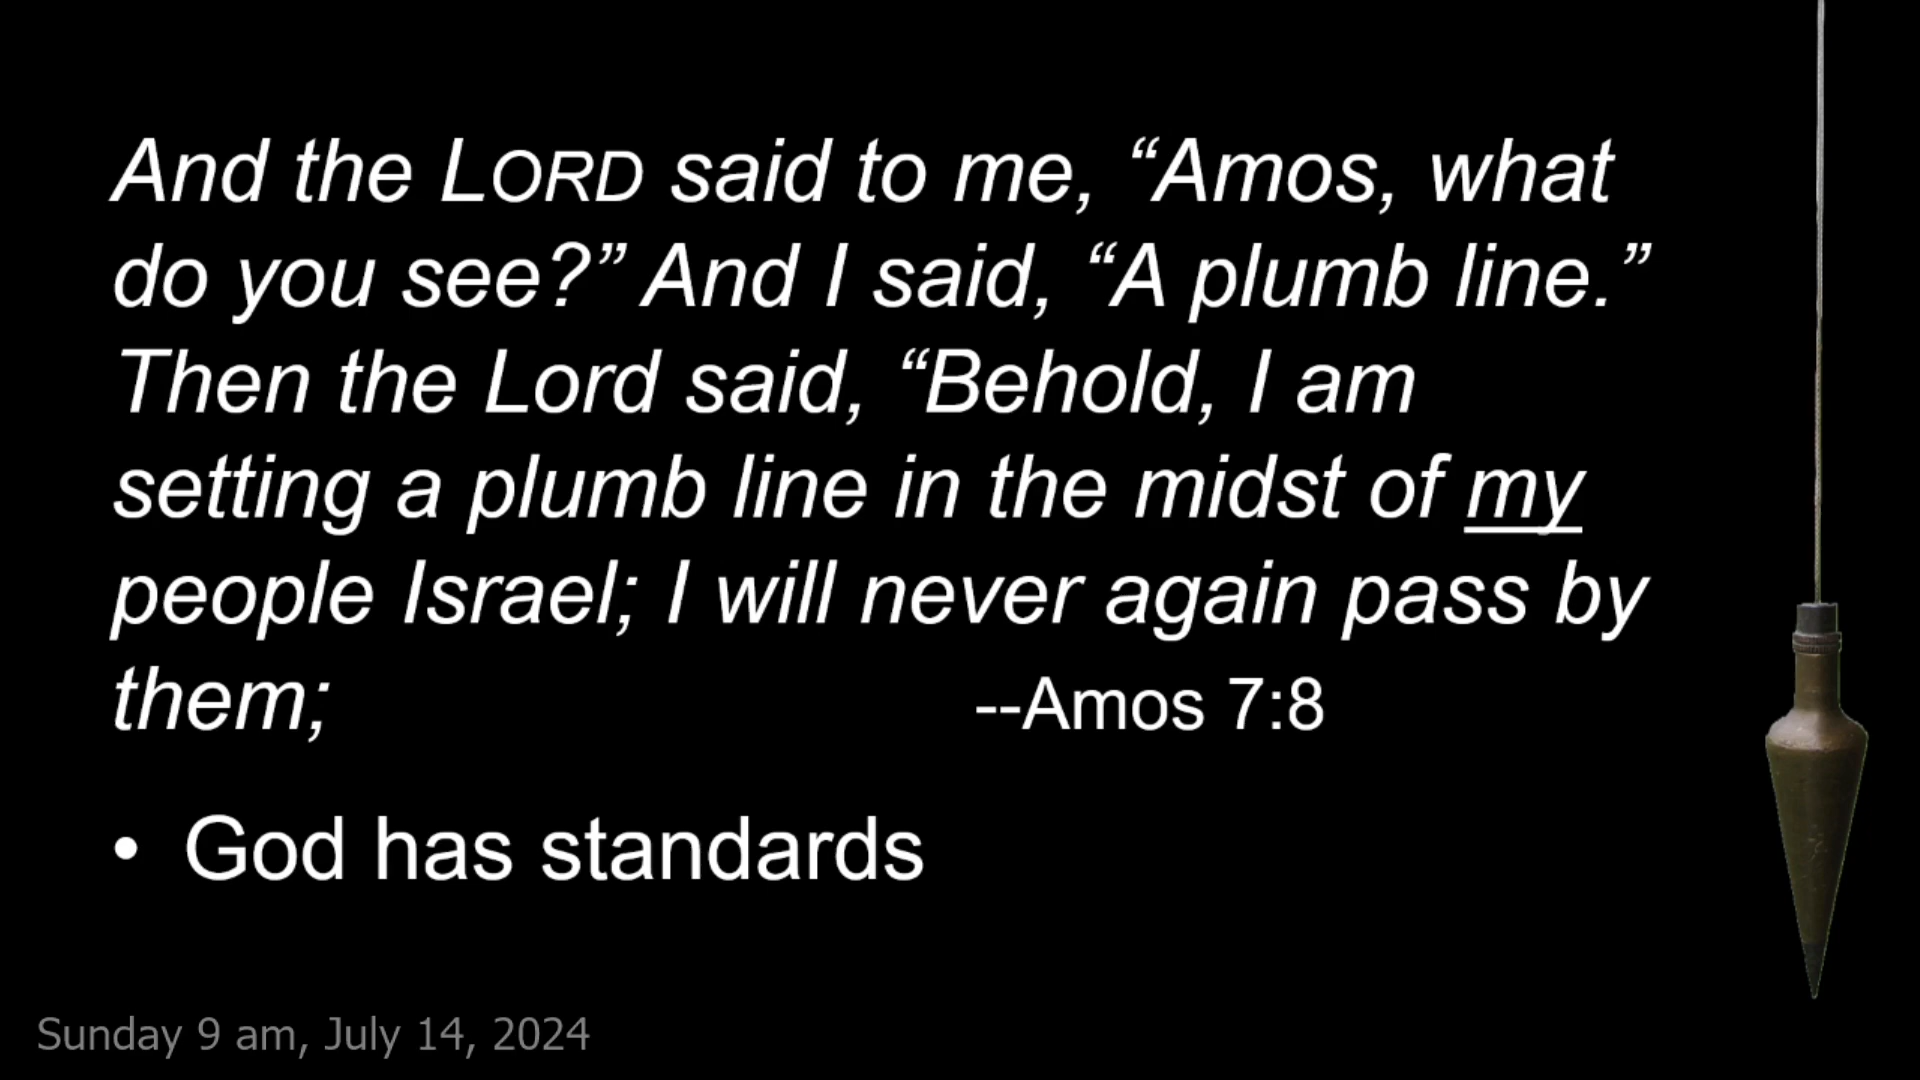 And the LORD said to me, “Amos, what
do you see?” And I said, “A plumb line.”
Then the Lord said, “Behold, I am
setting a plumb line in the midst of my
people Israel; I will never again pass by
them; --Amos 7:8
• God has standards
Sunday 9 am, July 14, 2024